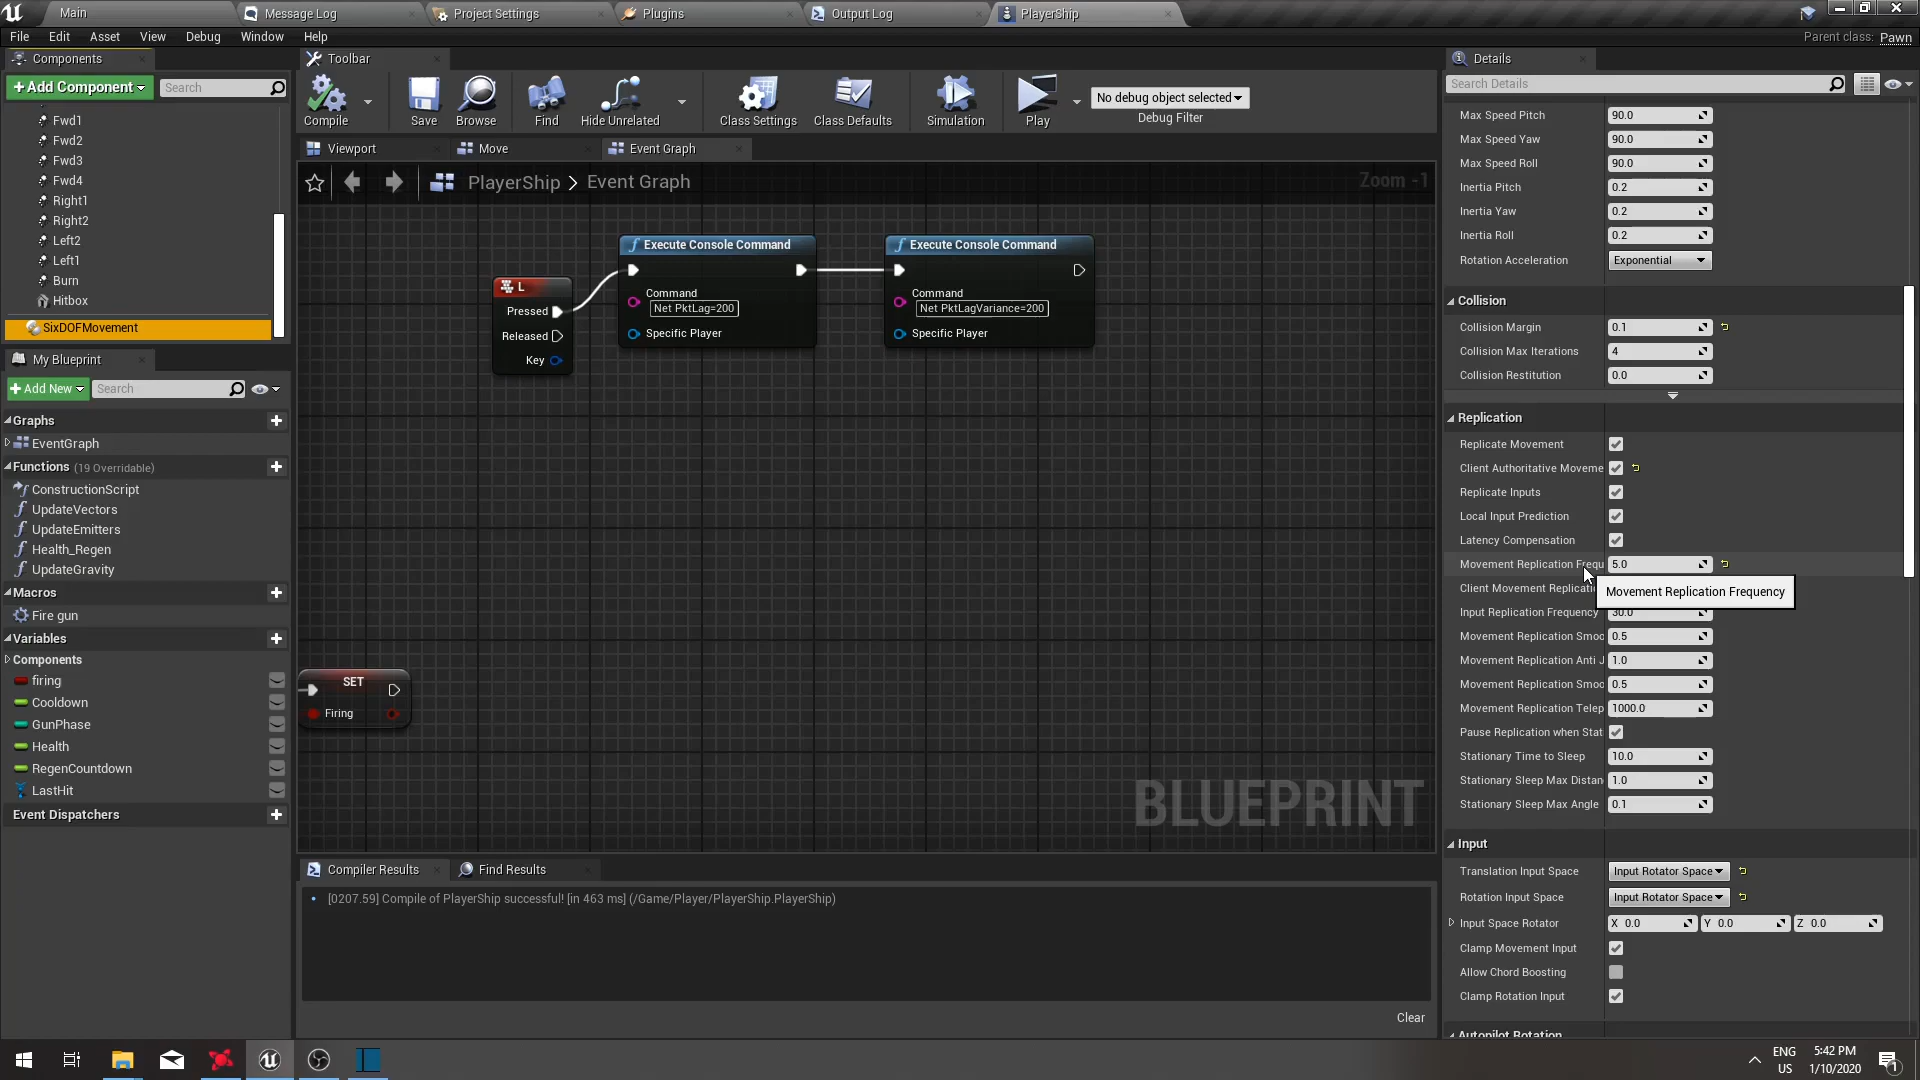 Main
Message Log
Project Settings
Plugins
Output Log
PlayerShip
File Edit Asset View Debug Window Help
Parent class: Pawn
Components
+Add Component
Search
Fwd1
Fwd2
Fwd3
Fwd4
Right1
Right2
Left2
Left1
Burn
Hitbox
SixDOFMovement
My Blueprint
+Add New
Search
Graphs
EventGraph
Functions (19 Overridable)
ConstructionScript
UpdateVectors
UpdateEmitters
Health_Regen
UpdateGravity
Macros
Fire gun
Variables
Components
firing
Cooldown
GunPhase
Health
RegenCountdown
LastHit
Event Dispatchers
Toolbar
Compile
Save
Browse
Find
Hide Unrelated
Class Settings
Class Defaults
Simulation
Play
No debug object selected
Debug Filter
Viewport
Move
Event Graph
PlayerShip > Event Graph
Zoom -1
L
Pressed
Released
Key
Execute Console Command
Command
Net PktLag=200
Specific Player
Execute Console Command
Command
Net PktLagVariance=200
Specific Player
SET
Firing
BLUEPRINT
Compiler Results
Find Results
[0207.59] Compile of PlayerShip successful! [in 463 ms] (/Game/Player/PlayerShip.PlayerShip)
Clear
Details
Search Details
Max Speed Pitch 90.0
Max Speed Yaw 90.0
Max Speed Roll 90.0
Inertia Pitch 0.2
Inertia Yaw 0.2
Inertia Roll 0.2
Rotation Acceleration Exponential
Collision
Collision Margin 0.1
Collision Max Iterations 4
Collision Restitution 0.0
Replication
Replicate Movement
Client Authoritative Moveme
Replicate Inputs
Local Input Prediction
Latency Compensation
Movement Replication Frequ 5.0
Client Movement Replicati
Movement Replication Frequency
Input Replication Frequency 30.0
Movement Replication Smoo 0.5
Movement Replication Anti J 1.0
Movement Replication Smoo 0.5
Movement Replication Telep 1000.0
Pause Replication when Stat
Stationary Time to Sleep 10.0
Stationary Sleep Max Distan 1.0
Stationary Sleep Max Angle 0.1
Input
Translation Input Space Input Rotator Space
Rotation Input Space Input Rotator Space
Input Space Rotator X 0.0 Y 0.0 Z 0.0
Clamp Movement Input
Allow Chord Boosting
Clamp Rotation Input
Autopilot Rotation
ENG
US
5:42 PM
1/10/2020
1